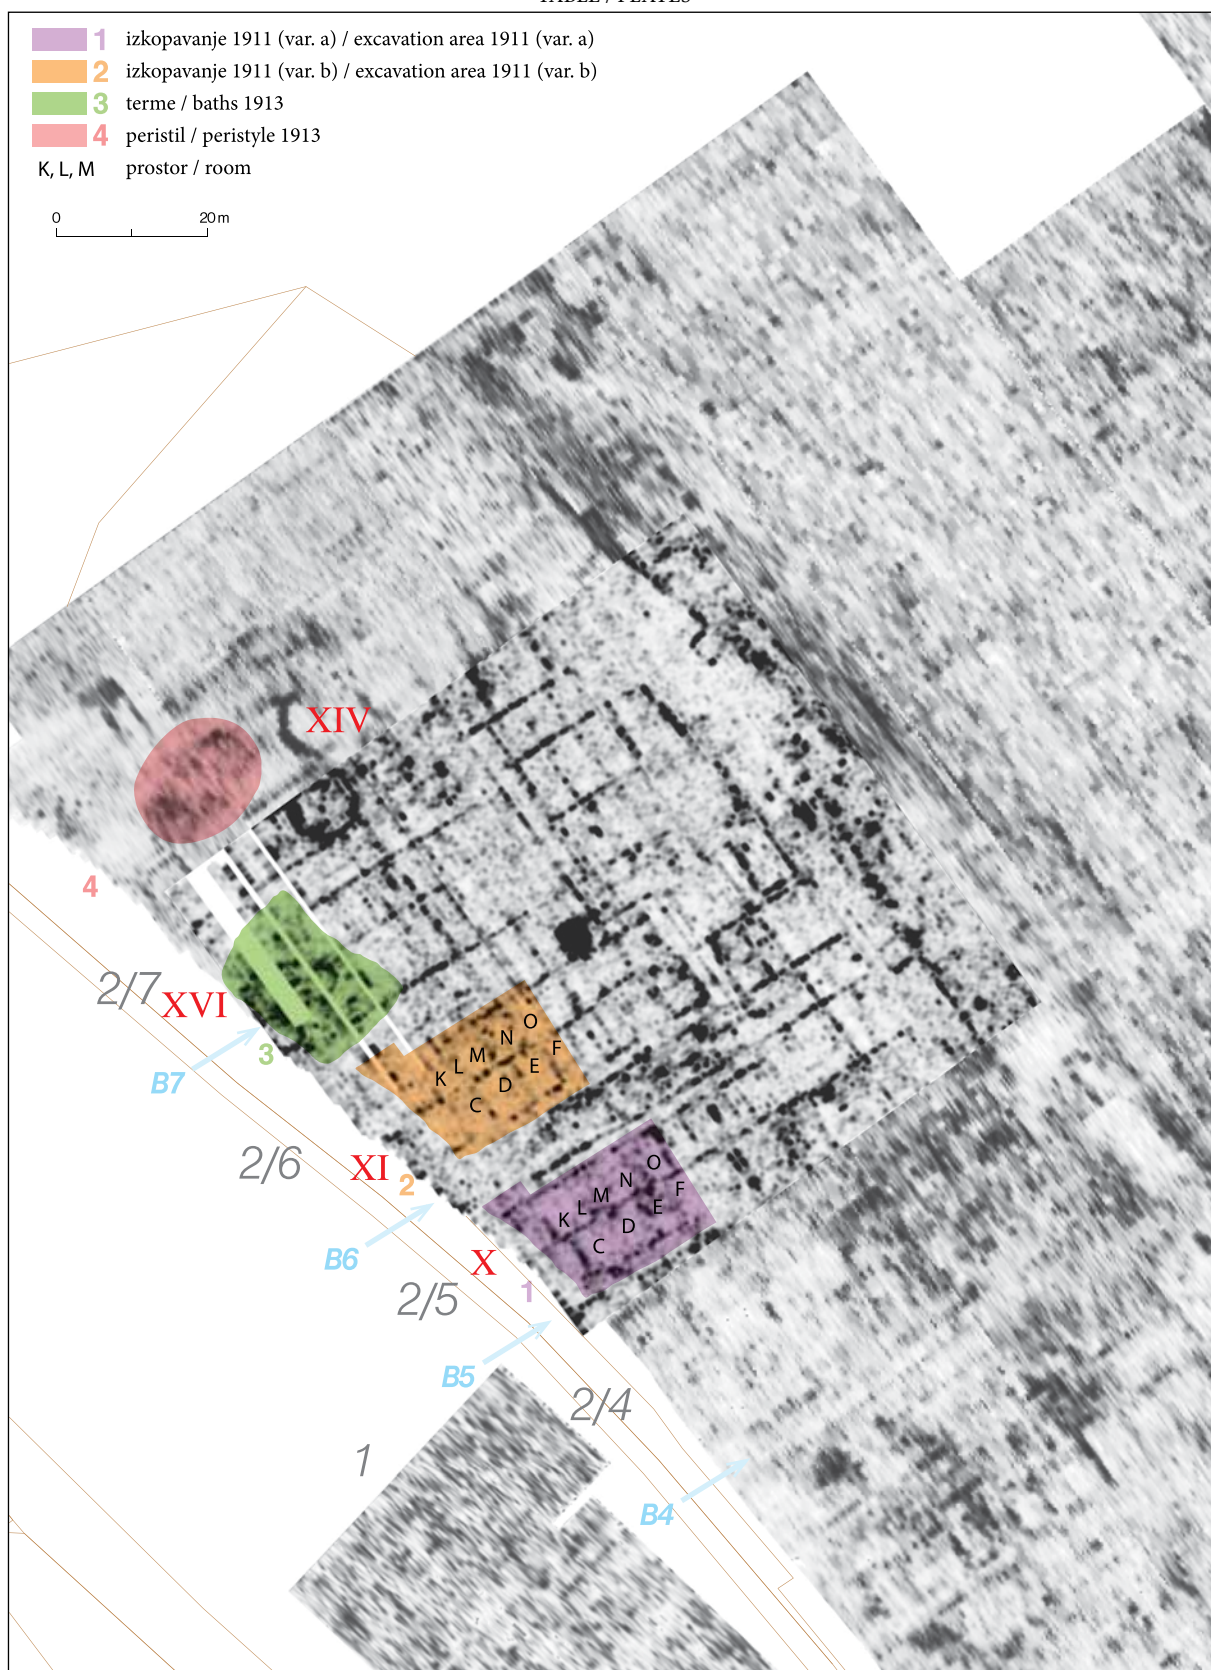 TABLE / PLATES
1 izkopavanje 1911 (var. a) / excavation area 1911 (var. a)
2 izkopavanje 1911 (var. b) / excavation area 1911 (var. b)
3 terme / baths 1913
4 peristil / peristyle 1913
K, L, M prostor / room
0 20 m
XIV
4
2/7
XVI
3
B7
O
N
F
M
L
E
K
D
C
2/6
XI
2
B6
O
N
F
M
L
E
K
D
C
X
1
2/5
B5
2/4
1
B4